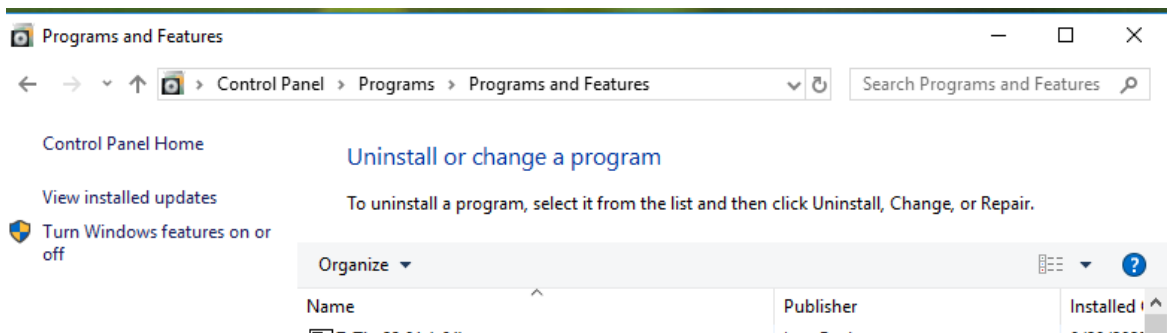 Programs and Features
Control Panel > Programs > Programs and Features
Search Programs and Features
Control Panel Home
Uninstall or change a program
View installed updates
To uninstall a program, select it from the list and then click Uninstall, Change, or Repair.
Turn Windows features on or
off
Organize
Name
Publisher
Installed